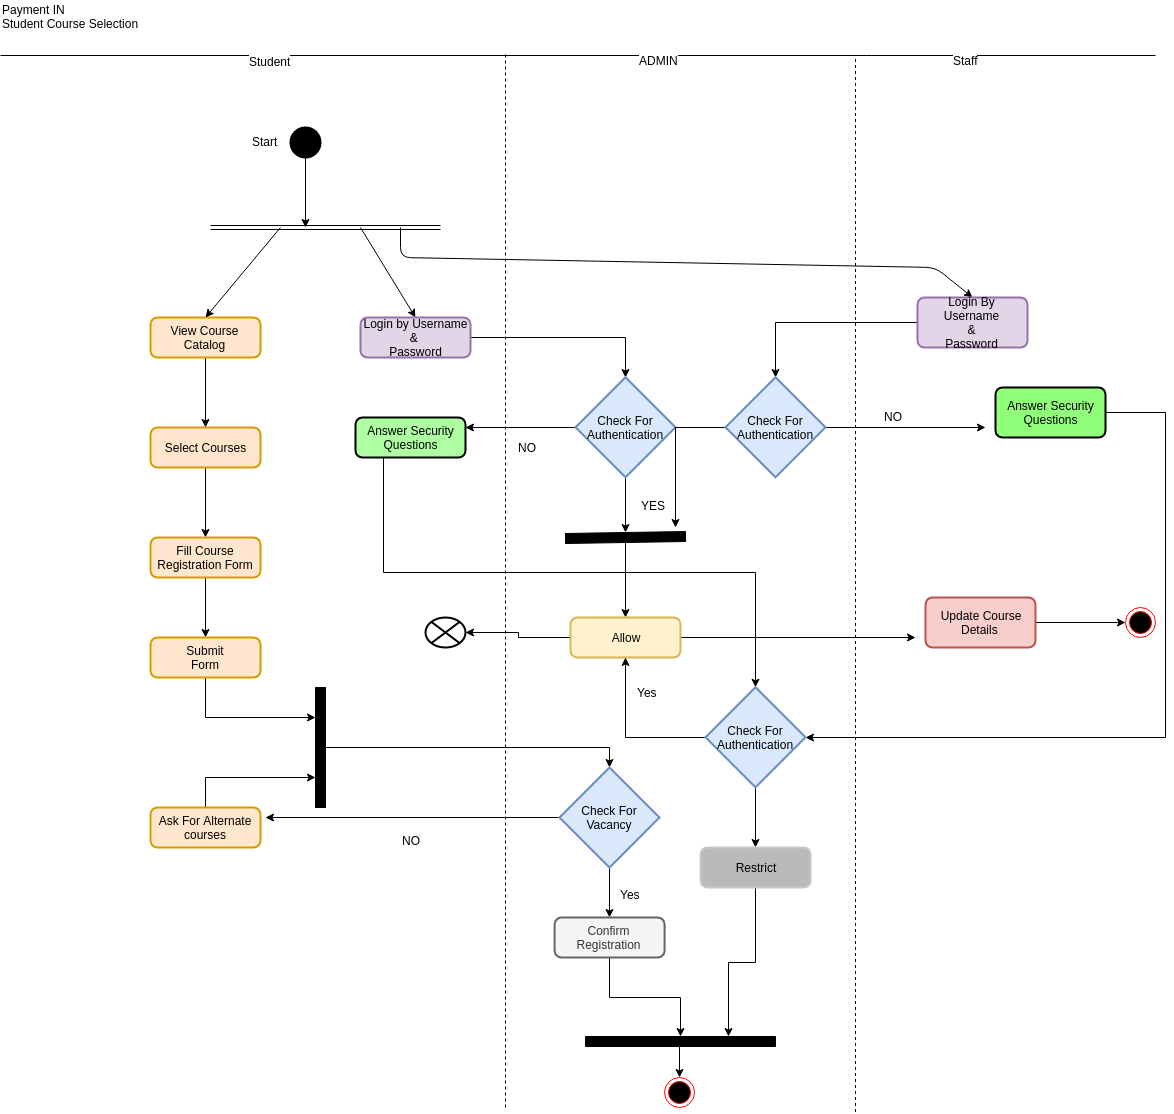 Payment IN
Student Course Selection
Student
ADMIN
Staff
Start
View Course
Catalog
Login by Username
&
Password
Login By
Username
&
Password
Select Courses
Answer Security
Questions
NO
Check For
Authentication
Check For
Authentication
NO
Answer Security
Questions
YES
Fill Course
Registration Form
Submit
Form
Allow
Update Course
Details
Yes
Check For
Authentication
Ask For Alternate
courses
NO
Check For
Vacancy
Restrict
Yes
Confirm
Registration